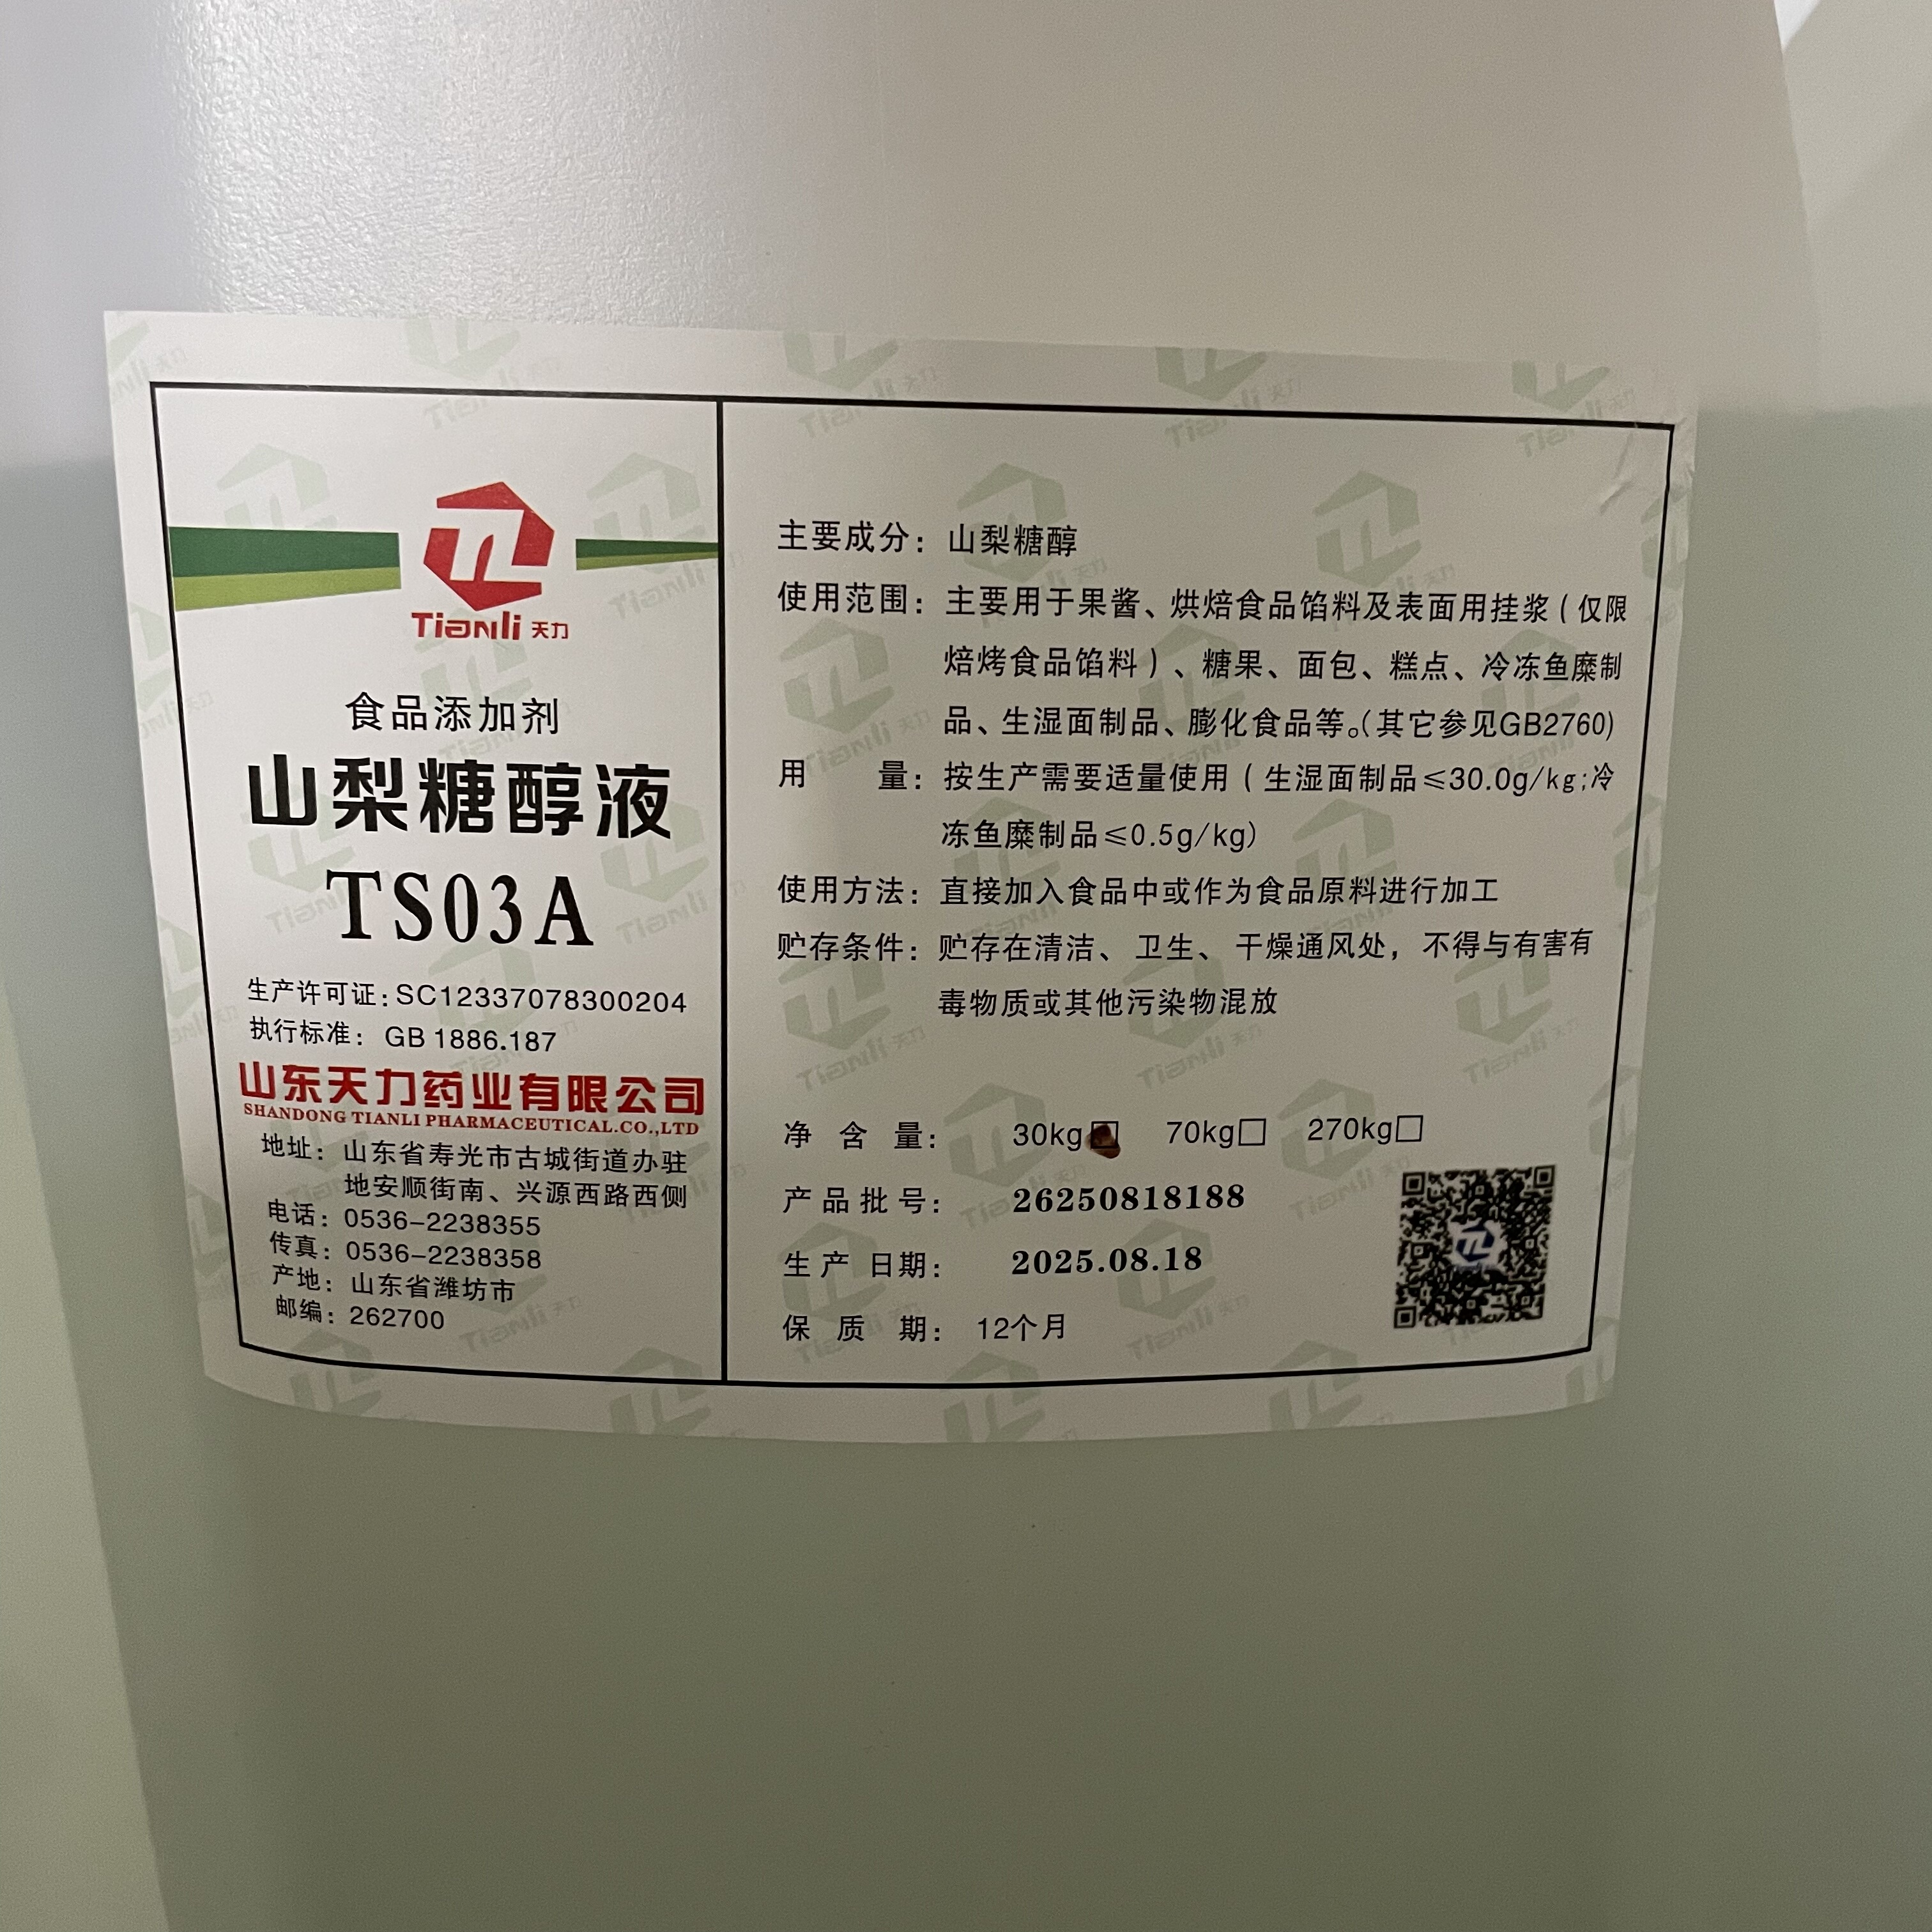 Tianli 天力
食品添加剂
山梨糖醇液
TS03A
生产许可证:SC12337078300204
执行标准: GB 1886.187
山东天力药业有限公司
SHANDONG TIANLI PHARMACEUTICAL.CO.,LTD
地址:山东省寿光市古城街道办驻
地安顺街南、兴源西路西侧
电话:0536-2238355
传真:0536-2238358
产地:山东省潍坊市
邮编:262700
主要成分:山梨糖醇
使用范围:主要用于果酱、烘焙食品馅料及表面用挂浆(仅限
焙烤食品馅料)、糖果、面包、糕点、冷冻鱼糜制
品、生湿面制品、膨化食品等。(其它参见GB2760)
用 量:按生产需要适量使用(生湿面制品≤30.0g/kg;冷
冻鱼糜制品≤0.5g/kg)
使用方法:直接加入食品中或作为食品原料进行加工
贮存条件:贮存在清洁、卫生、干燥通风处,不得与有害有
毒物质或其他污染物混放
净 含 量: 30kg☑ 70kg□ 270kg□
产品批号: 26250818188
生产日期: 2025.08.18
保 质 期: 12个月